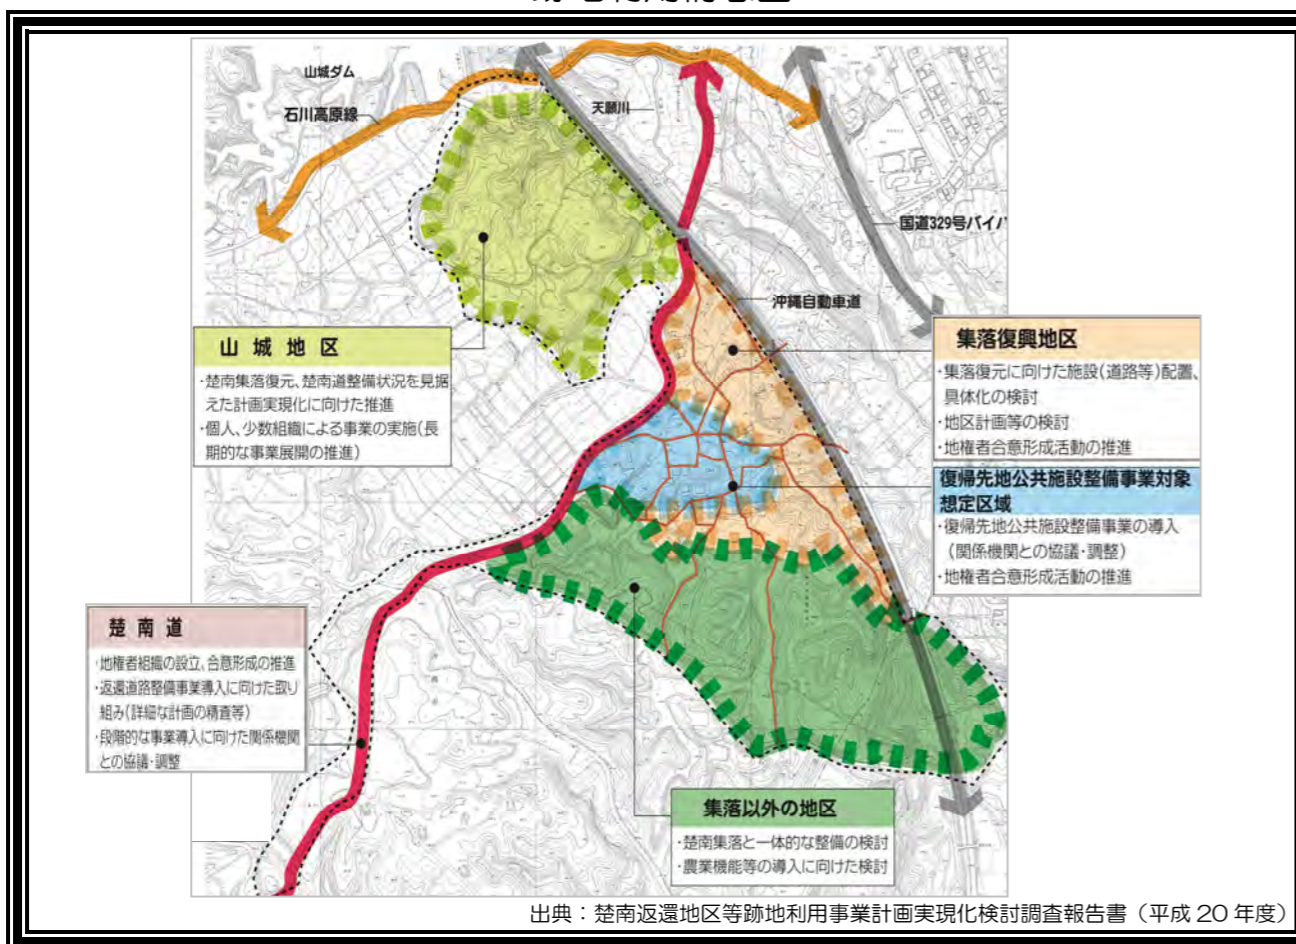 山城ダム
石川高原線
天願川
国道329号バイパ
沖縄自動車道
山城地区
・楚南集落復元、楚南道整備状況を見据
えた計画実現化に向けた推進
・個人、少数組織による事業の実施(長
期的な事業展開の推進)
集落復興地区
・集落復元に向けた施設(道路等)配置、
具体化の検討
・地区計画等の検討
・地権者合意形成活動の推進
復帰先地公共施設整備事業対象
想定区域
・復帰先地公共施設整備事業の導入
(関係機関との協議・調整)
・地権者合意形成活動の推進
楚南道
・地権者組織の設立、合意形成の推進
・返還道路整備事業導入に向けた取り
組み(詳細な計画の精査等)
・段階的な事業導入に向けた関係機関
との協議・調整
集落以外の地区
・楚南集落と一体的な整備の検討
・農業機能等の導入に向けた検討
出典：楚南返還地区等跡地利用事業計画実現化検討調査報告書（平成 20 年度）